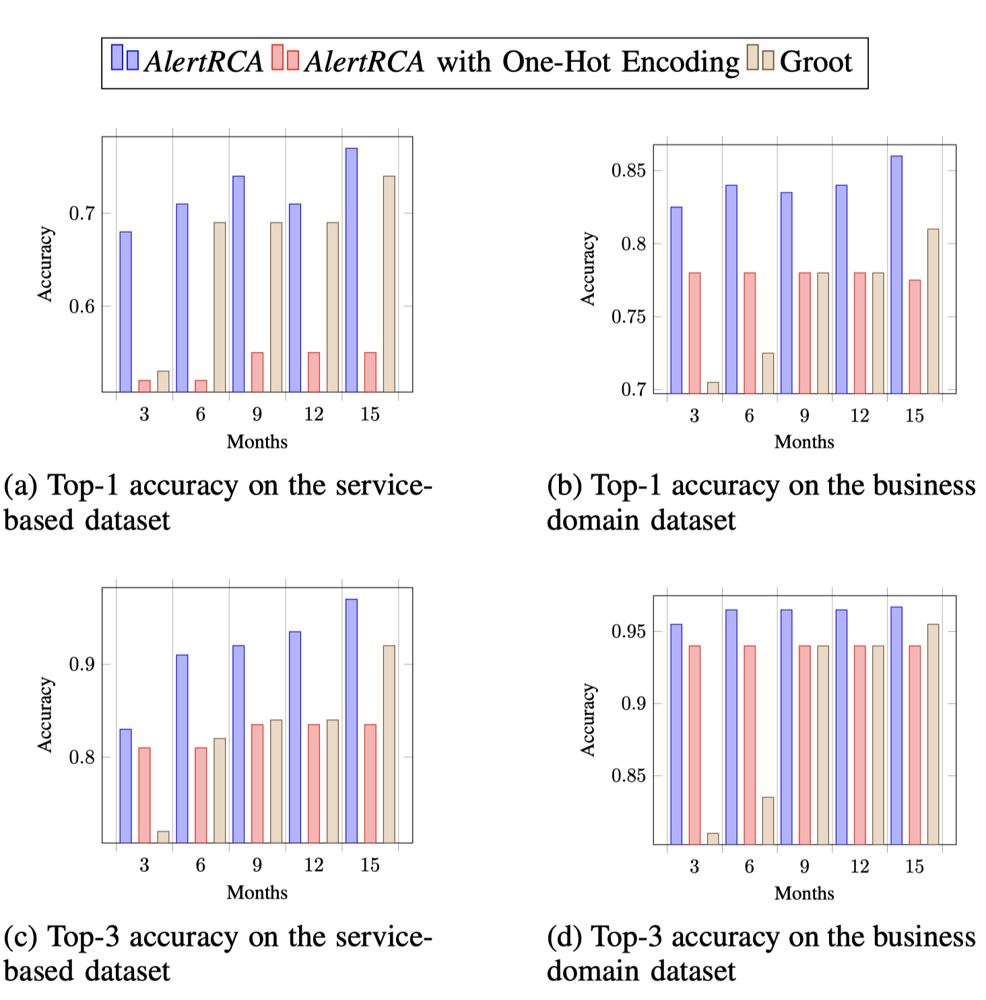 AlertRCA AlertRCA with One-Hot Encoding Groot
0.7
0.6
Accuracy
3 6 9 12 15
Months
(a) Top-1 accuracy on the service-
based dataset
0.85
0.8
0.75
0.7
Accuracy
3 6 9 12 15
Months
(b) Top-1 accuracy on the business
domain dataset
0.9
0.8
Accuracy
3 6 9 12 15
Months
(c) Top-3 accuracy on the service-
based dataset
0.95
0.9
0.85
Accuracy
3 6 9 12 15
Months
(d) Top-3 accuracy on the business
domain dataset